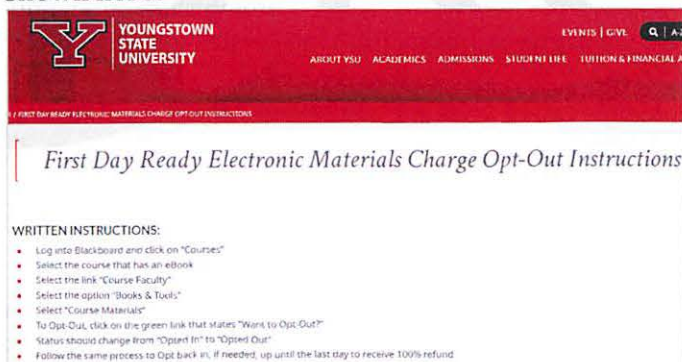 Y
YOUNGSTOWN
STATE
UNIVERSITY
EVENTS | GIVE
ABOUT YSU ACADEMICS ADMISSIONS STUDENT LIFE TUITION & FINANCIAL A
/ FIRST DAY READY ELECTRONIC MATERIALS CHARGE OPT-OUT INSTRUCTIONS
First Day Ready Electronic Materials Charge Opt-Out Instructions
WRITTEN INSTRUCTIONS:
• Log into Blackboard and click on "Courses"
• Select the course that has an eBook
• Select the link "Course Faculty"
• Select the option "Books & Tools"
• Select "Course Materials"
• To Opt-Out, click on the green link that states "Want to Opt-Out?"
• Status should change from "Opted In" to "Opted Out"
• Follow the same process to Opt back in, if needed, up until the last day to receive 100% refund